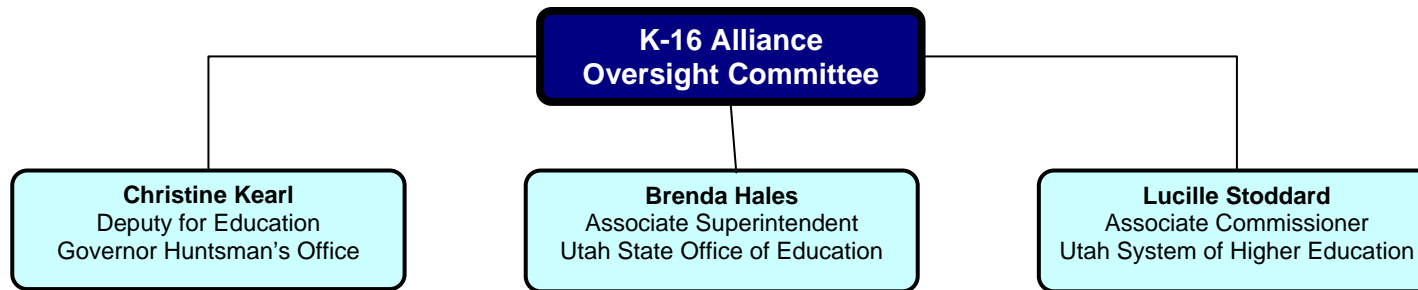 K-16 Alliance
Oversight Committee
Christine Kearl
Deputy for Education
Governor Huntsman’s Office
Brenda Hales
Associate Superintendent
Utah State Office of Education
Lucille Stoddard
Associate Commissioner
Utah System of Higher Education